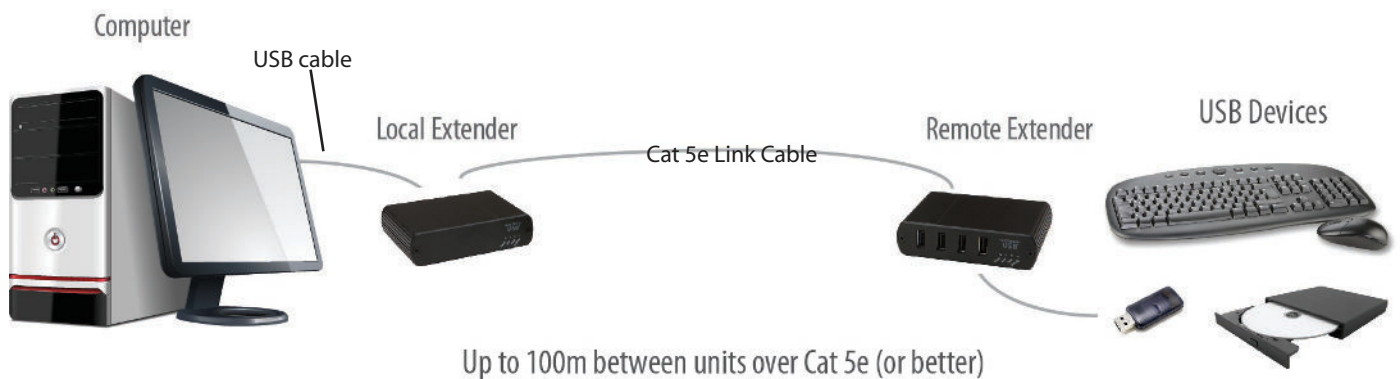 Computer
USB cable
Local Extender
Cat 5e Link Cable
Remote Extender
USB Devices
Up to 100m between units over Cat 5e (or better)